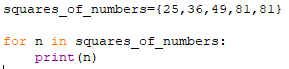 squares_of_numbers={25,36,49,81,81}
for n in squares_of_numbers:
    print(n)